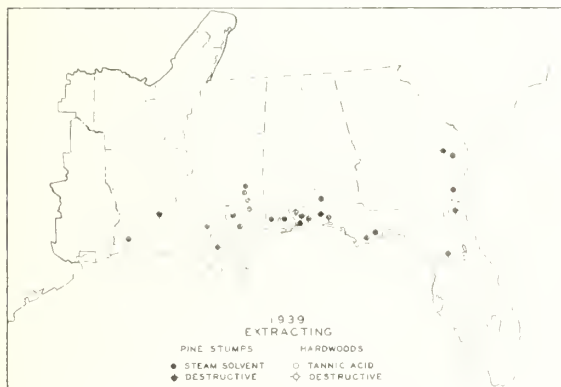 1939
EXTRACTING
PINE STUMPS HARDWOODS
STEAM SOLVENT TANNIC ACID
DESTRUCTIVE DESTRUCTIVE